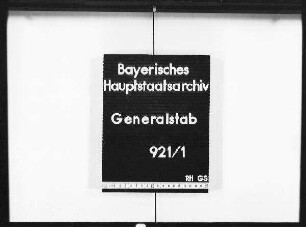 Bayerisches
Hauptstaatsarchiv
Generalstab
921/1
RH GS